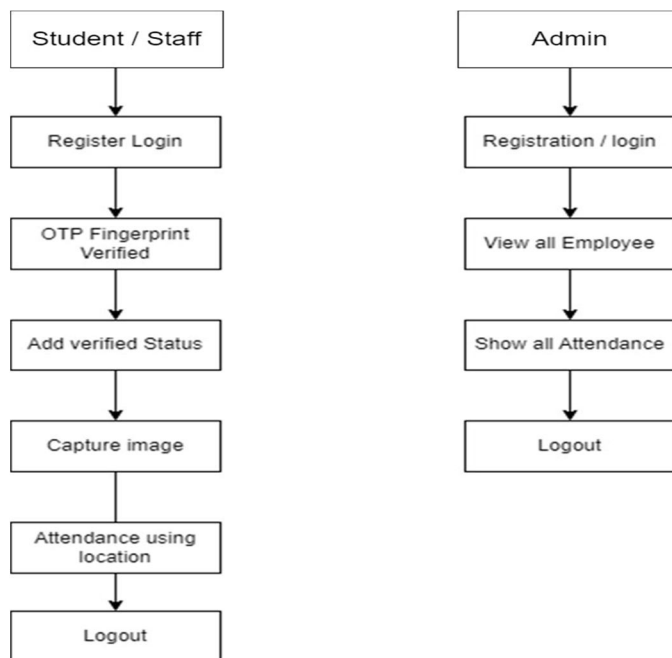 Student / Staff
Register Login
OTP Fingerprint
Verified
Add verified Status
Capture image
Attendance using
location
Logout
Admin
Registration / login
View all Employee
Show all Attendance
Logout